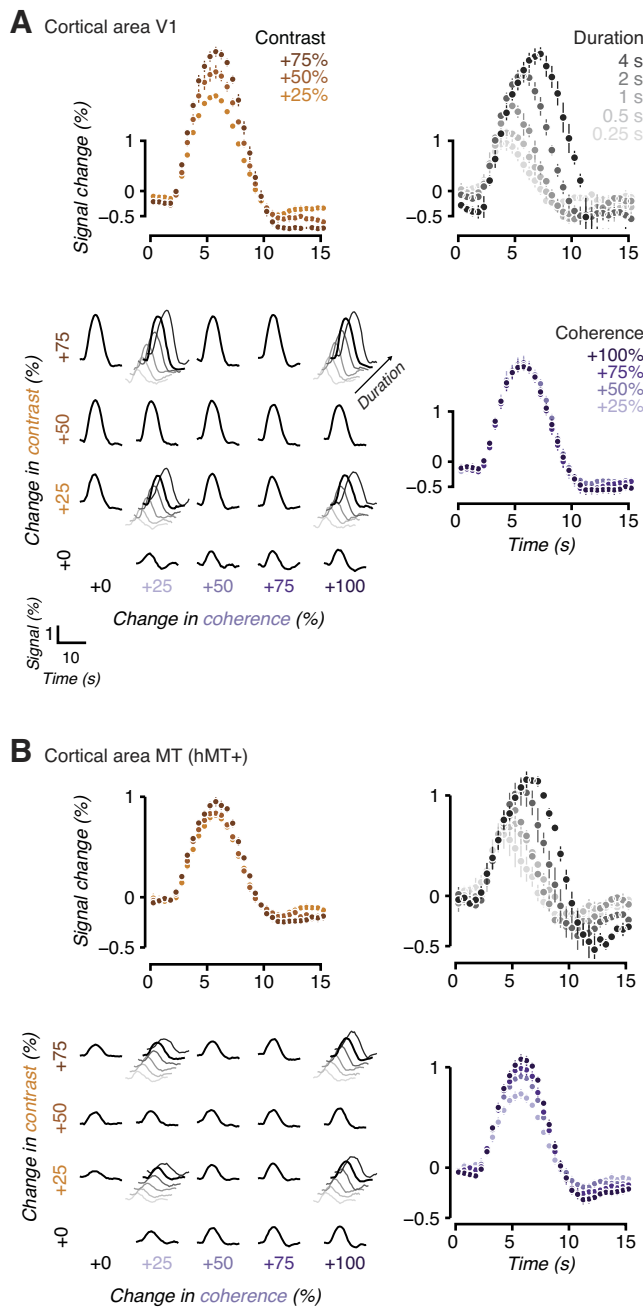 A Cortical area V1
Contrast
+75%
+50%
+25%
Signal change (%)
1
0
−0.5
0 5 10 15
Duration
4 s
2 s
1 s
0.5 s
0.25 s
1
0
−0.5
0 5 10 15
Change in contrast (%)
+75
+50
+25
+0
Duration
+0 +25 +50 +75 +100
Change in coherence (%)
Signal (%)
1
10
Time (s)
Coherence
+100%
+75%
+50%
+25%
1
0
−0.5
0 5 10 15
Time (s)
B Cortical area MT (hMT+)
Signal change (%)
1
0
−0.5
0 5 10 15
1
0
−0.5
0 5 10 15
Change in contrast (%)
+75
+50
+25
+0
+0 +25 +50 +75 +100
Change in coherence (%)
1
0
−0.5
0 5 10 15
Time (s)